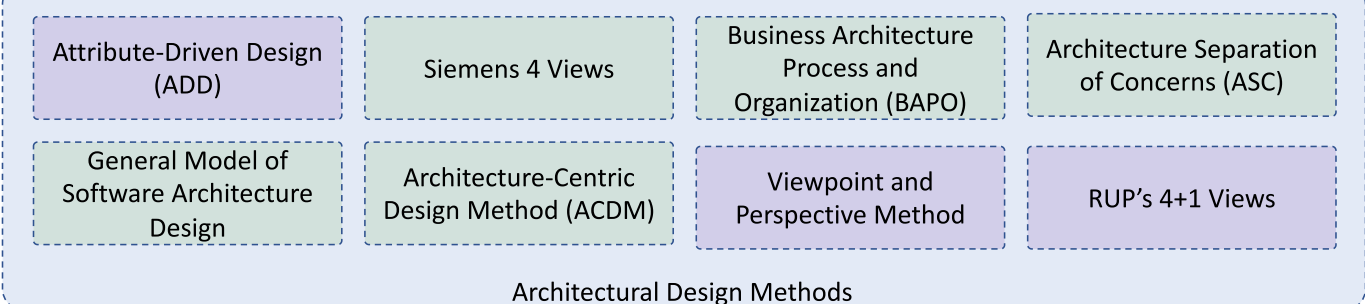 Attribute-Driven Design
(ADD)
Siemens 4 Views
Business Architecture
Process and
Organization (BAPO)
Architecture Separation
of Concerns (ASC)
General Model of
Software Architecture
Design
Architecture-Centric
Design Method (ACDM)
Viewpoint and
Perspective Method
RUP’s 4+1 Views
Architectural Design Methods